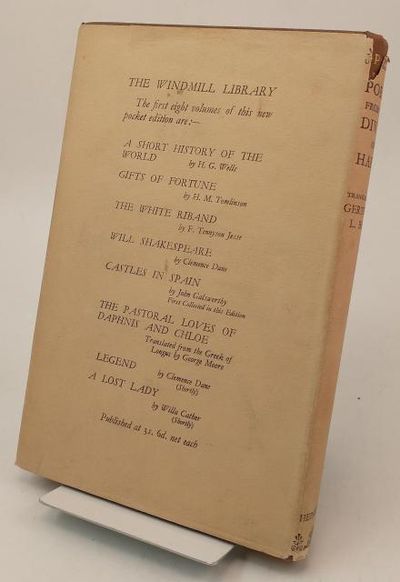 THE WINDMILL LIBRARY
The first eight volumes of this new
pocket edition are:—
A SHORT HISTORY OF THE
WORLD by H. G. Wells
GIFTS OF FORTUNE
by H. M. Tomlinson
THE WHITE RIBAND
by F. Tennyson Jesse
WILL SHAKESPEARE
by Clemence Dane
CASTLES IN SPAIN
by John Galsworthy
First Collected in this Edition
THE PASTORAL LOVES OF
DAPHNIS AND CHLOE
Translated from the Greek of
Longus by George Moore
LEGEND
by Clemence Dane
(Shortly)
A LOST LADY
by Willa Cather
(Shortly)
Published at 3s. 6d. net each